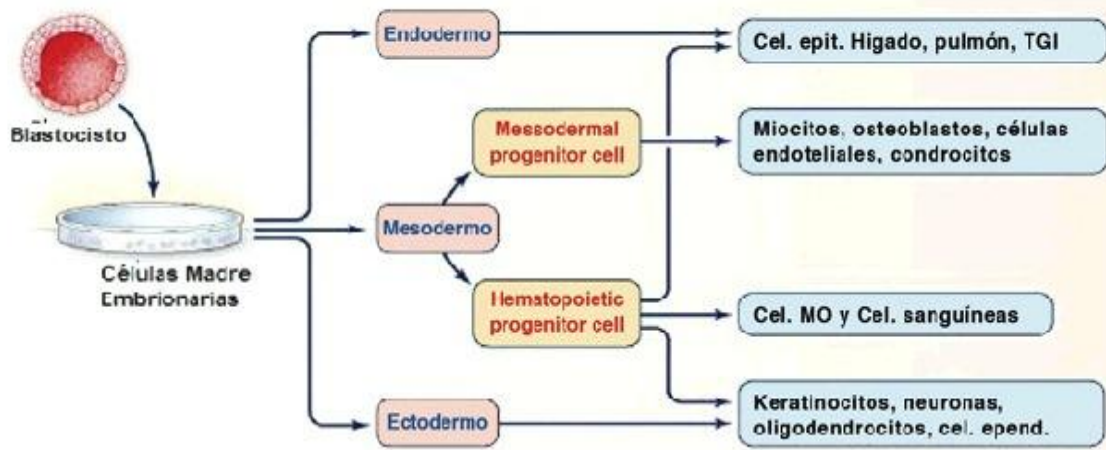 Blastocisto
Células Madre
Embrionarias
Endodermo
Mesodermo
Ectodermo
Messodermal
progenitor cell
Hematopoietic
progenitor cell
Cel. epit. Higado, pulmón, TGI
Miocitos, osteoblastos, células
endoteliales, condrocitos
Cel. MO y Cel. sanguíneas
Keratinocitos, neuronas,
oligodendrocitos, cel. epend.